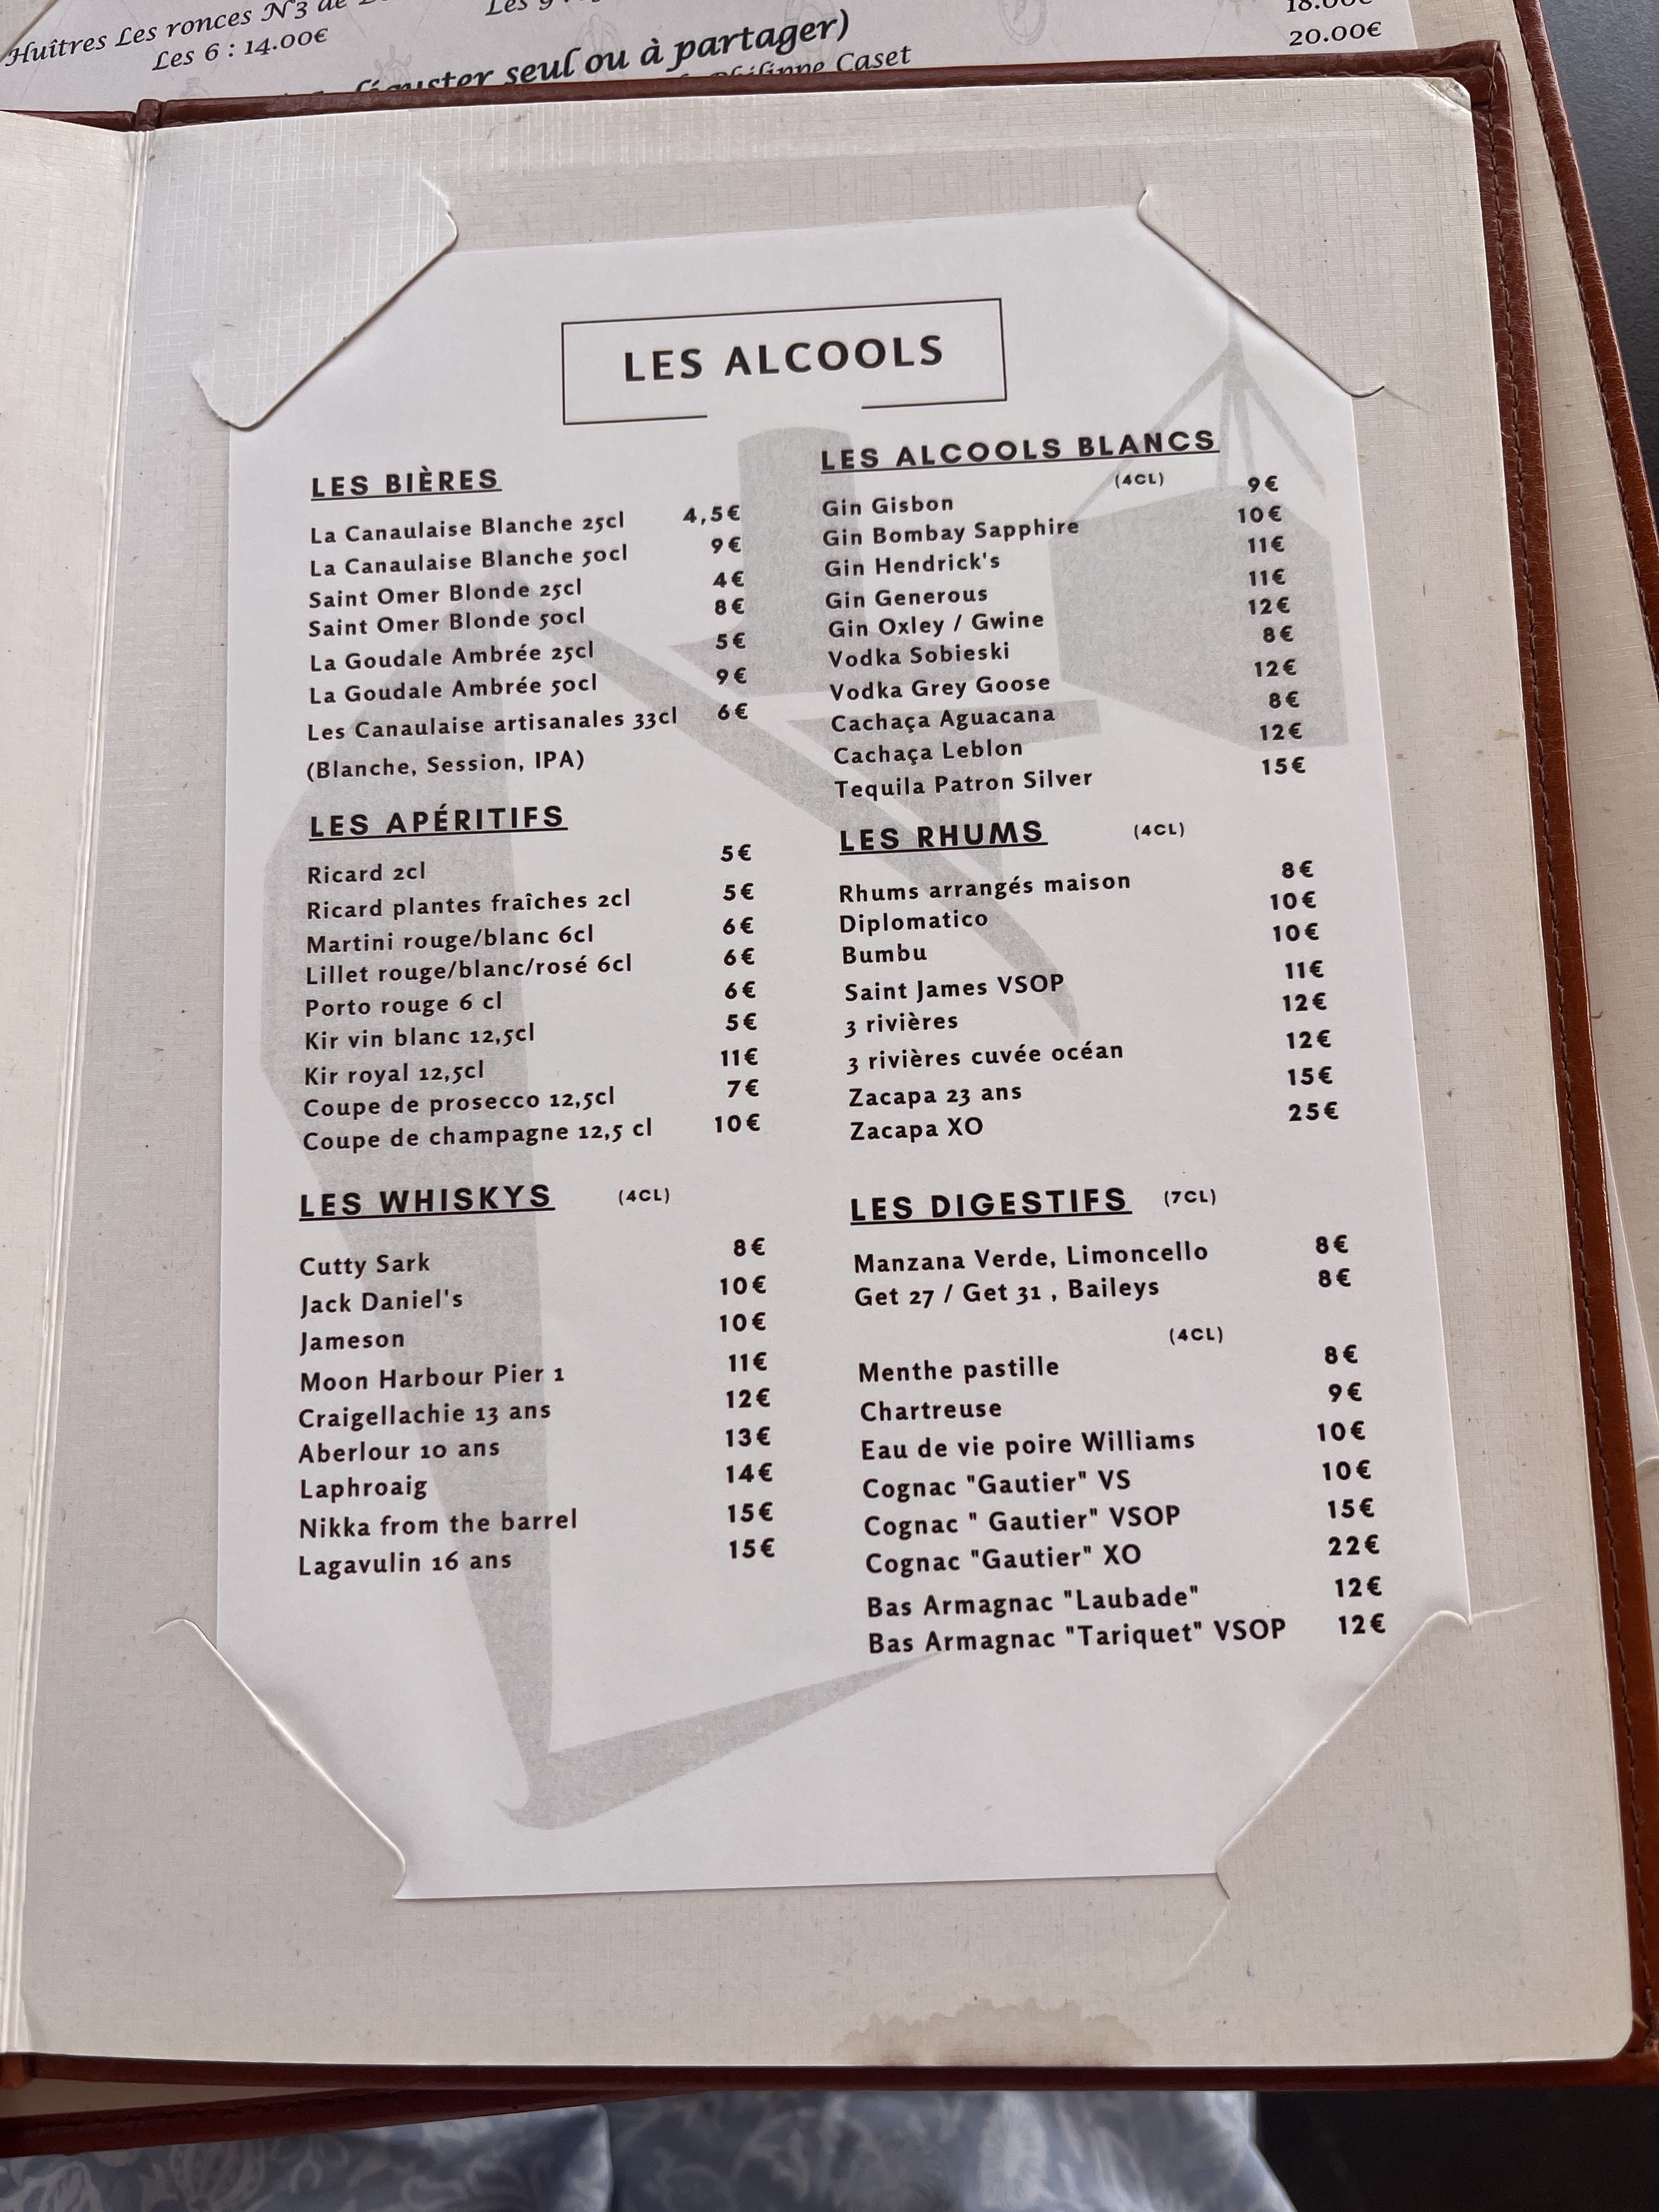 Huîtres Les ronces N°3 de
Les 6 : 14.00€
Les 9
18.00€
20.00€
déguster seul ou à partager)
Philippe Caset
LES ALCOOLS
LES BIÈRES
La Canaulaise Blanche 25cl 4,5€
La Canaulaise Blanche 50cl 9€
Saint Omer Blonde 25cl 4€
Saint Omer Blonde 50cl 8€
La Goudale Ambrée 25cl 5€
La Goudale Ambrée 50cl 9€
Les Canaulaise artisanales 33cl 6€
(Blanche, Session, IPA)
LES APÉRITIFS
Ricard 2cl 5€
Ricard plantes fraîches 2cl 5€
Martini rouge/blanc 6cl 6€
Lillet rouge/blanc/rosé 6cl 6€
Porto rouge 6 cl 6€
Kir vin blanc 12,5cl 5€
Kir royal 12,5cl 11€
Coupe de prosecco 12,5cl 7€
Coupe de champagne 12,5 cl 10€
LES WHISKYS (4CL)
Cutty Sark 8€
Jack Daniel's 10€
Jameson 10€
Moon Harbour Pier 1 11€
Craigellachie 13 ans 12€
Aberlour 10 ans 13€
Laphroaig 14€
Nikka from the barrel 15€
Lagavulin 16 ans 15€
LES ALCOOLS BLANCS
(4CL)
Gin Gisbon 9€
Gin Bombay Sapphire 10€
Gin Hendrick's 11€
Gin Generous 11€
Gin Oxley / Gwine 12€
Vodka Sobieski 8€
Vodka Grey Goose 12€
Cachaça Aguacana 8€
Cachaça Leblon 12€
Tequila Patron Silver 15€
LES RHUMS (4CL)
Rhums arrangés maison 8€
Diplomatico 10€
Bumbu 10€
Saint James VSOP 11€
3 rivières 12€
3 rivières cuvée océan 12€
Zacapa 23 ans 15€
Zacapa XO 25€
LES DIGESTIFS (7CL)
Manzana Verde, Limoncello 8€
Get 27 / Get 31 , Baileys 8€
(4CL)
Menthe pastille 8€
Chartreuse 9€
Eau de vie poire Williams 10€
Cognac "Gautier" VS 10€
Cognac " Gautier" VSOP 15€
Cognac "Gautier" XO 22€
Bas Armagnac "Laubade" 12€
Bas Armagnac "Tariquet" VSOP 12€